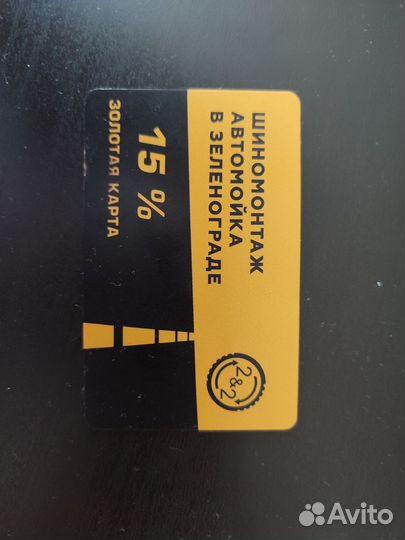 ШИНОМОНТАЖ
АВТОМОЙКА
В ЗЕЛЕНОГРАДЕ
2&2
15 %
ЗОЛОТАЯ КАРТА
Avito